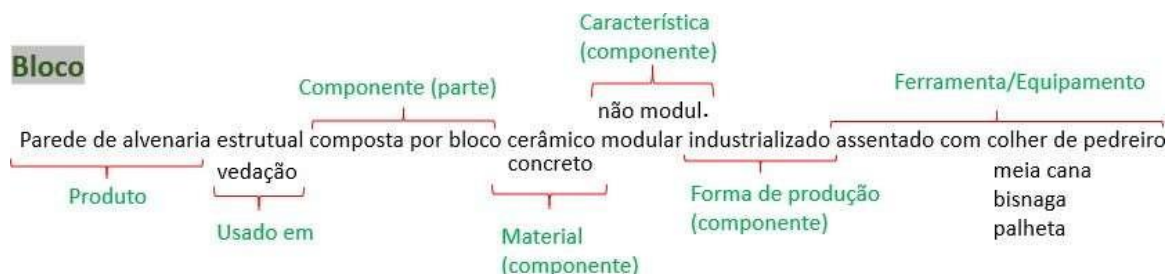 Característica
(componente)
Bloco
Componente (parte)
Ferramenta/Equipamento
não modul.
Parede de alvenaria estrutual composta por bloco cerâmico modular industrializado assentado com colher de pedreiro
vedação
concreto
meia cana
Produto
Forma de produção
(componente)
bisnaga
Usado em
Material
(componente)
palheta